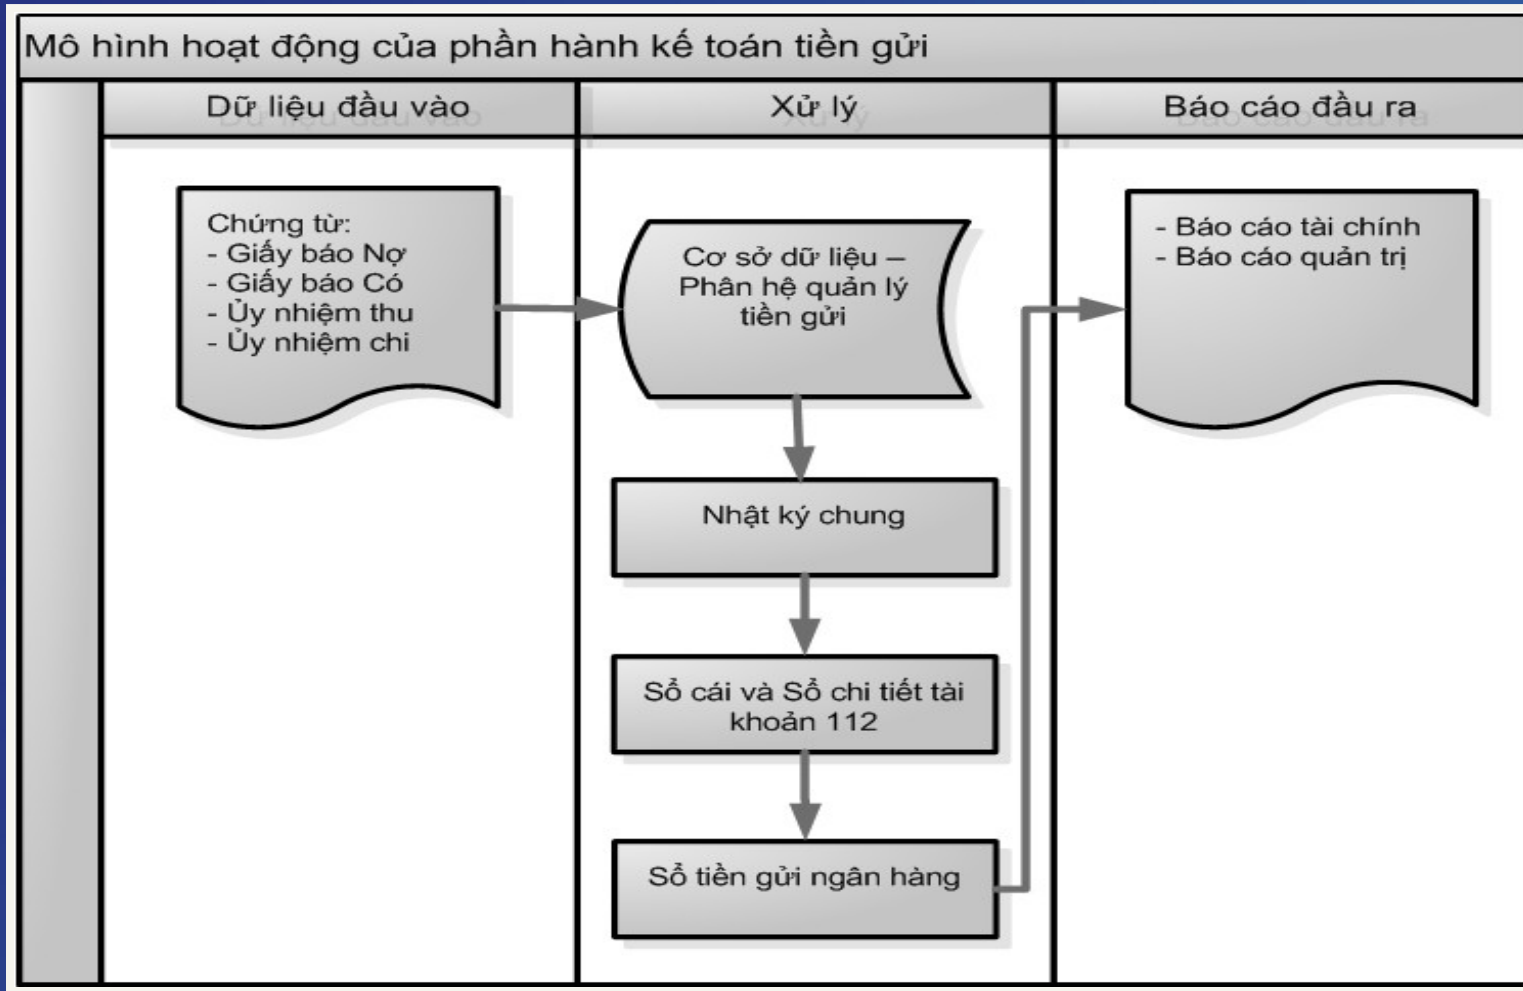 Mô hình hoạt động của phần hành kế toán tiền gửi
Dữ liệu đầu vào
Xử lý
Báo cáo đầu ra
Chứng từ:
- Giấy báo Nợ
- Giấy báo Có
- Ủy nhiệm thu
- Ủy nhiệm chi
Cơ sở dữ liệu –
Phân hệ quản lý
tiền gửi
Nhật ký chung
Sổ cái và Sổ chi tiết tài
khoản 112
Sổ tiền gửi ngân hàng
- Báo cáo tài chính
- Báo cáo quản trị